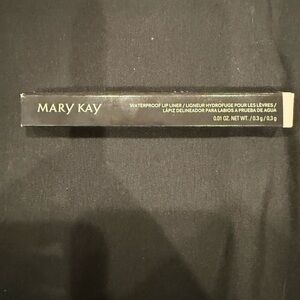 MARY KAY
WATERPROOF LIP LINER / LIGNEUR HYDROFUGE POUR LES LÈVRES /
LÁPIZ DELINEADOR PARA LABIOS A PRUEBA DE AGUA
0.01 OZ. NET WT. / 0.3 g / 0,3 g